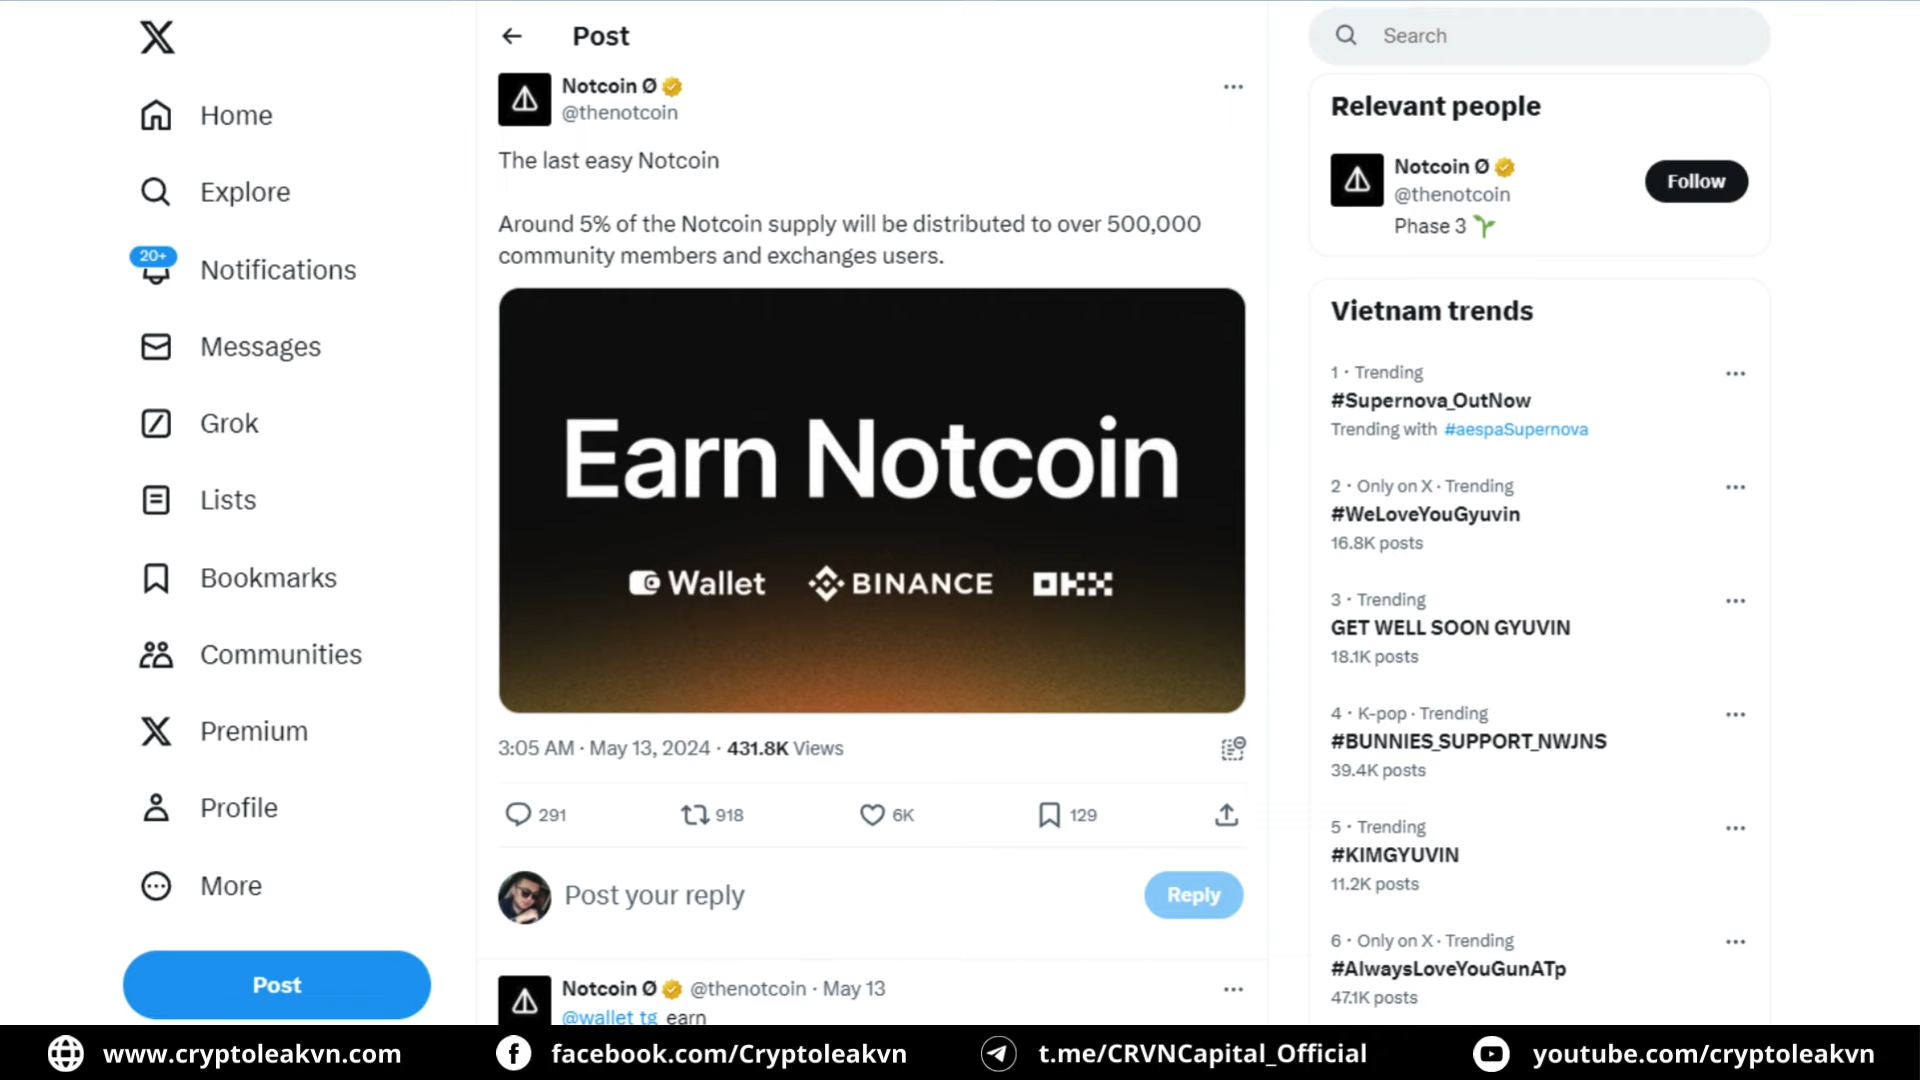 Home
Explore
20+
Notifications
Messages
Grok
Lists
Bookmarks
Communities
Premium
Profile
More
Post
Post
Notcoin Ø
@thenotcoin
The last easy Notcoin
Around 5% of the Notcoin supply will be distributed to over 500,000
community members and exchanges users.
Earn Notcoin
Wallet BINANCE OKX
3:05 AM · May 13, 2024 · 431.8K Views
291 918 6K 129
Post your reply
Reply
Notcoin Ø @thenotcoin · May 13
@wallet_tg earn
Search
Relevant people
Notcoin Ø
@thenotcoin
Follow
Phase 3
Vietnam trends
1 · Trending
#Supernova_OutNow
Trending with #aespaSupernova
2 · Only on X · Trending
#WeLoveYouGyuvin
16.8K posts
3 · Trending
GET WELL SOON GYUVIN
18.1K posts
4 · K-pop · Trending
#BUNNIES_SUPPORT_NWJNS
39.4K posts
5 · Trending
#KIMGYUVIN
11.2K posts
6 · Only on X · Trending
#AlwaysLoveYouGunATp
47.1K posts
www.cryptoleakvn.com
facebook.com/Cryptoleakvn
t.me/CRVNCapital_Official
youtube.com/cryptoleakvn